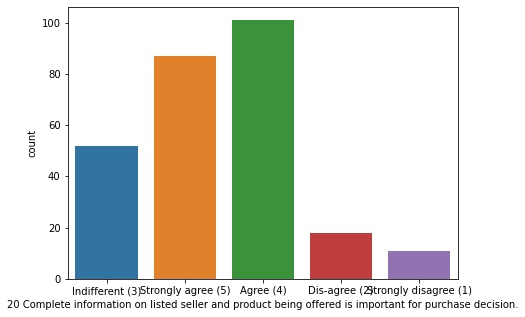 100
80
60
40
20
0
count
Indifferent (3) Strongly agree (5) Agree (4) Dis-agree (2) Strongly disagree (1)
20 Complete information on listed seller and product being offered is important for purchase decision.